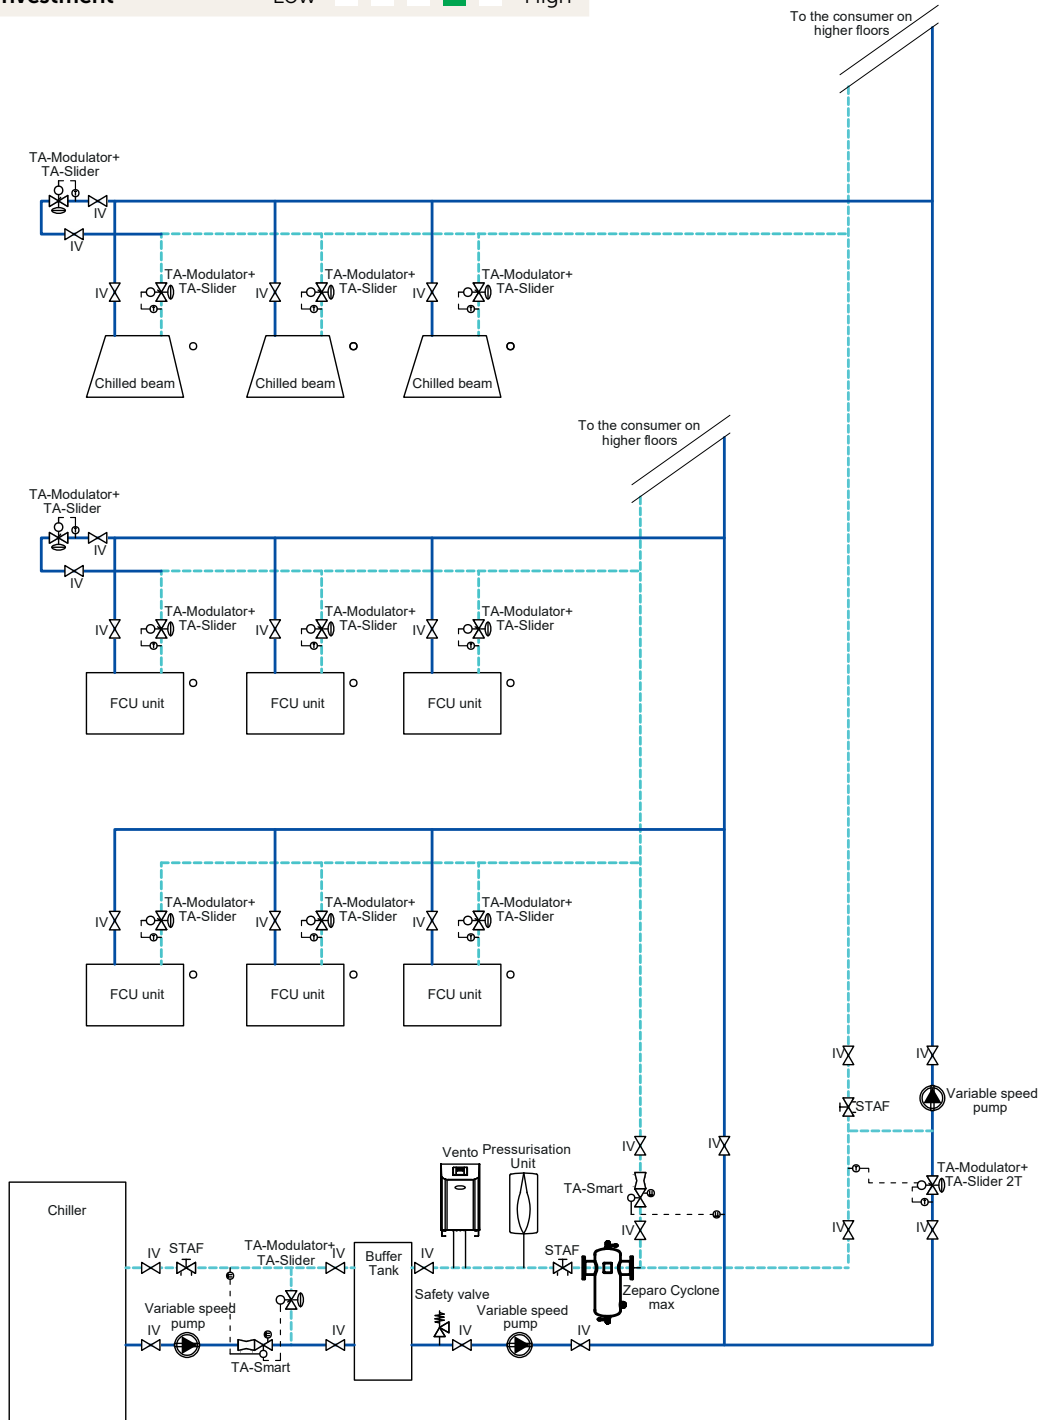 nvestment Low High
To the consumer on
higher floors
TA-Modulator+
TA-Slider
IV
IV
TA-Modulator+
TA-Slider
TA-Modulator+
TA-Slider
TA-Modulator+
TA-Slider
IV
IV
IV
Chilled beam
Chilled beam
Chilled beam
To the consumer on
higher floors
TA-Modulator+
TA-Slider
IV
IV
TA-Modulator+
TA-Slider
TA-Modulator+
TA-Slider
TA-Modulator+
TA-Slider
IV
IV
IV
FCU unit
FCU unit
FCU unit
TA-Modulator+
TA-Slider
TA-Modulator+
TA-Slider
TA-Modulator+
TA-Slider
IV
IV
IV
FCU unit
FCU unit
FCU unit
IV
IV
Variable speed
pump
STAF
IV
IV
Vento
Pressurisation
Unit
TA-Smart
TA-Modulator+
TA-Slider 2T
IV
IV
IV
Chiller
IV
STAF
TA-Modulator+
TA-Slider
IV
Buffer
Tank
IV
STAF
Zeparo Cyclone
max
Safety valve
Variable speed
pump
IV
Variable speed
pump
IV
IV
IV
TA-Smart